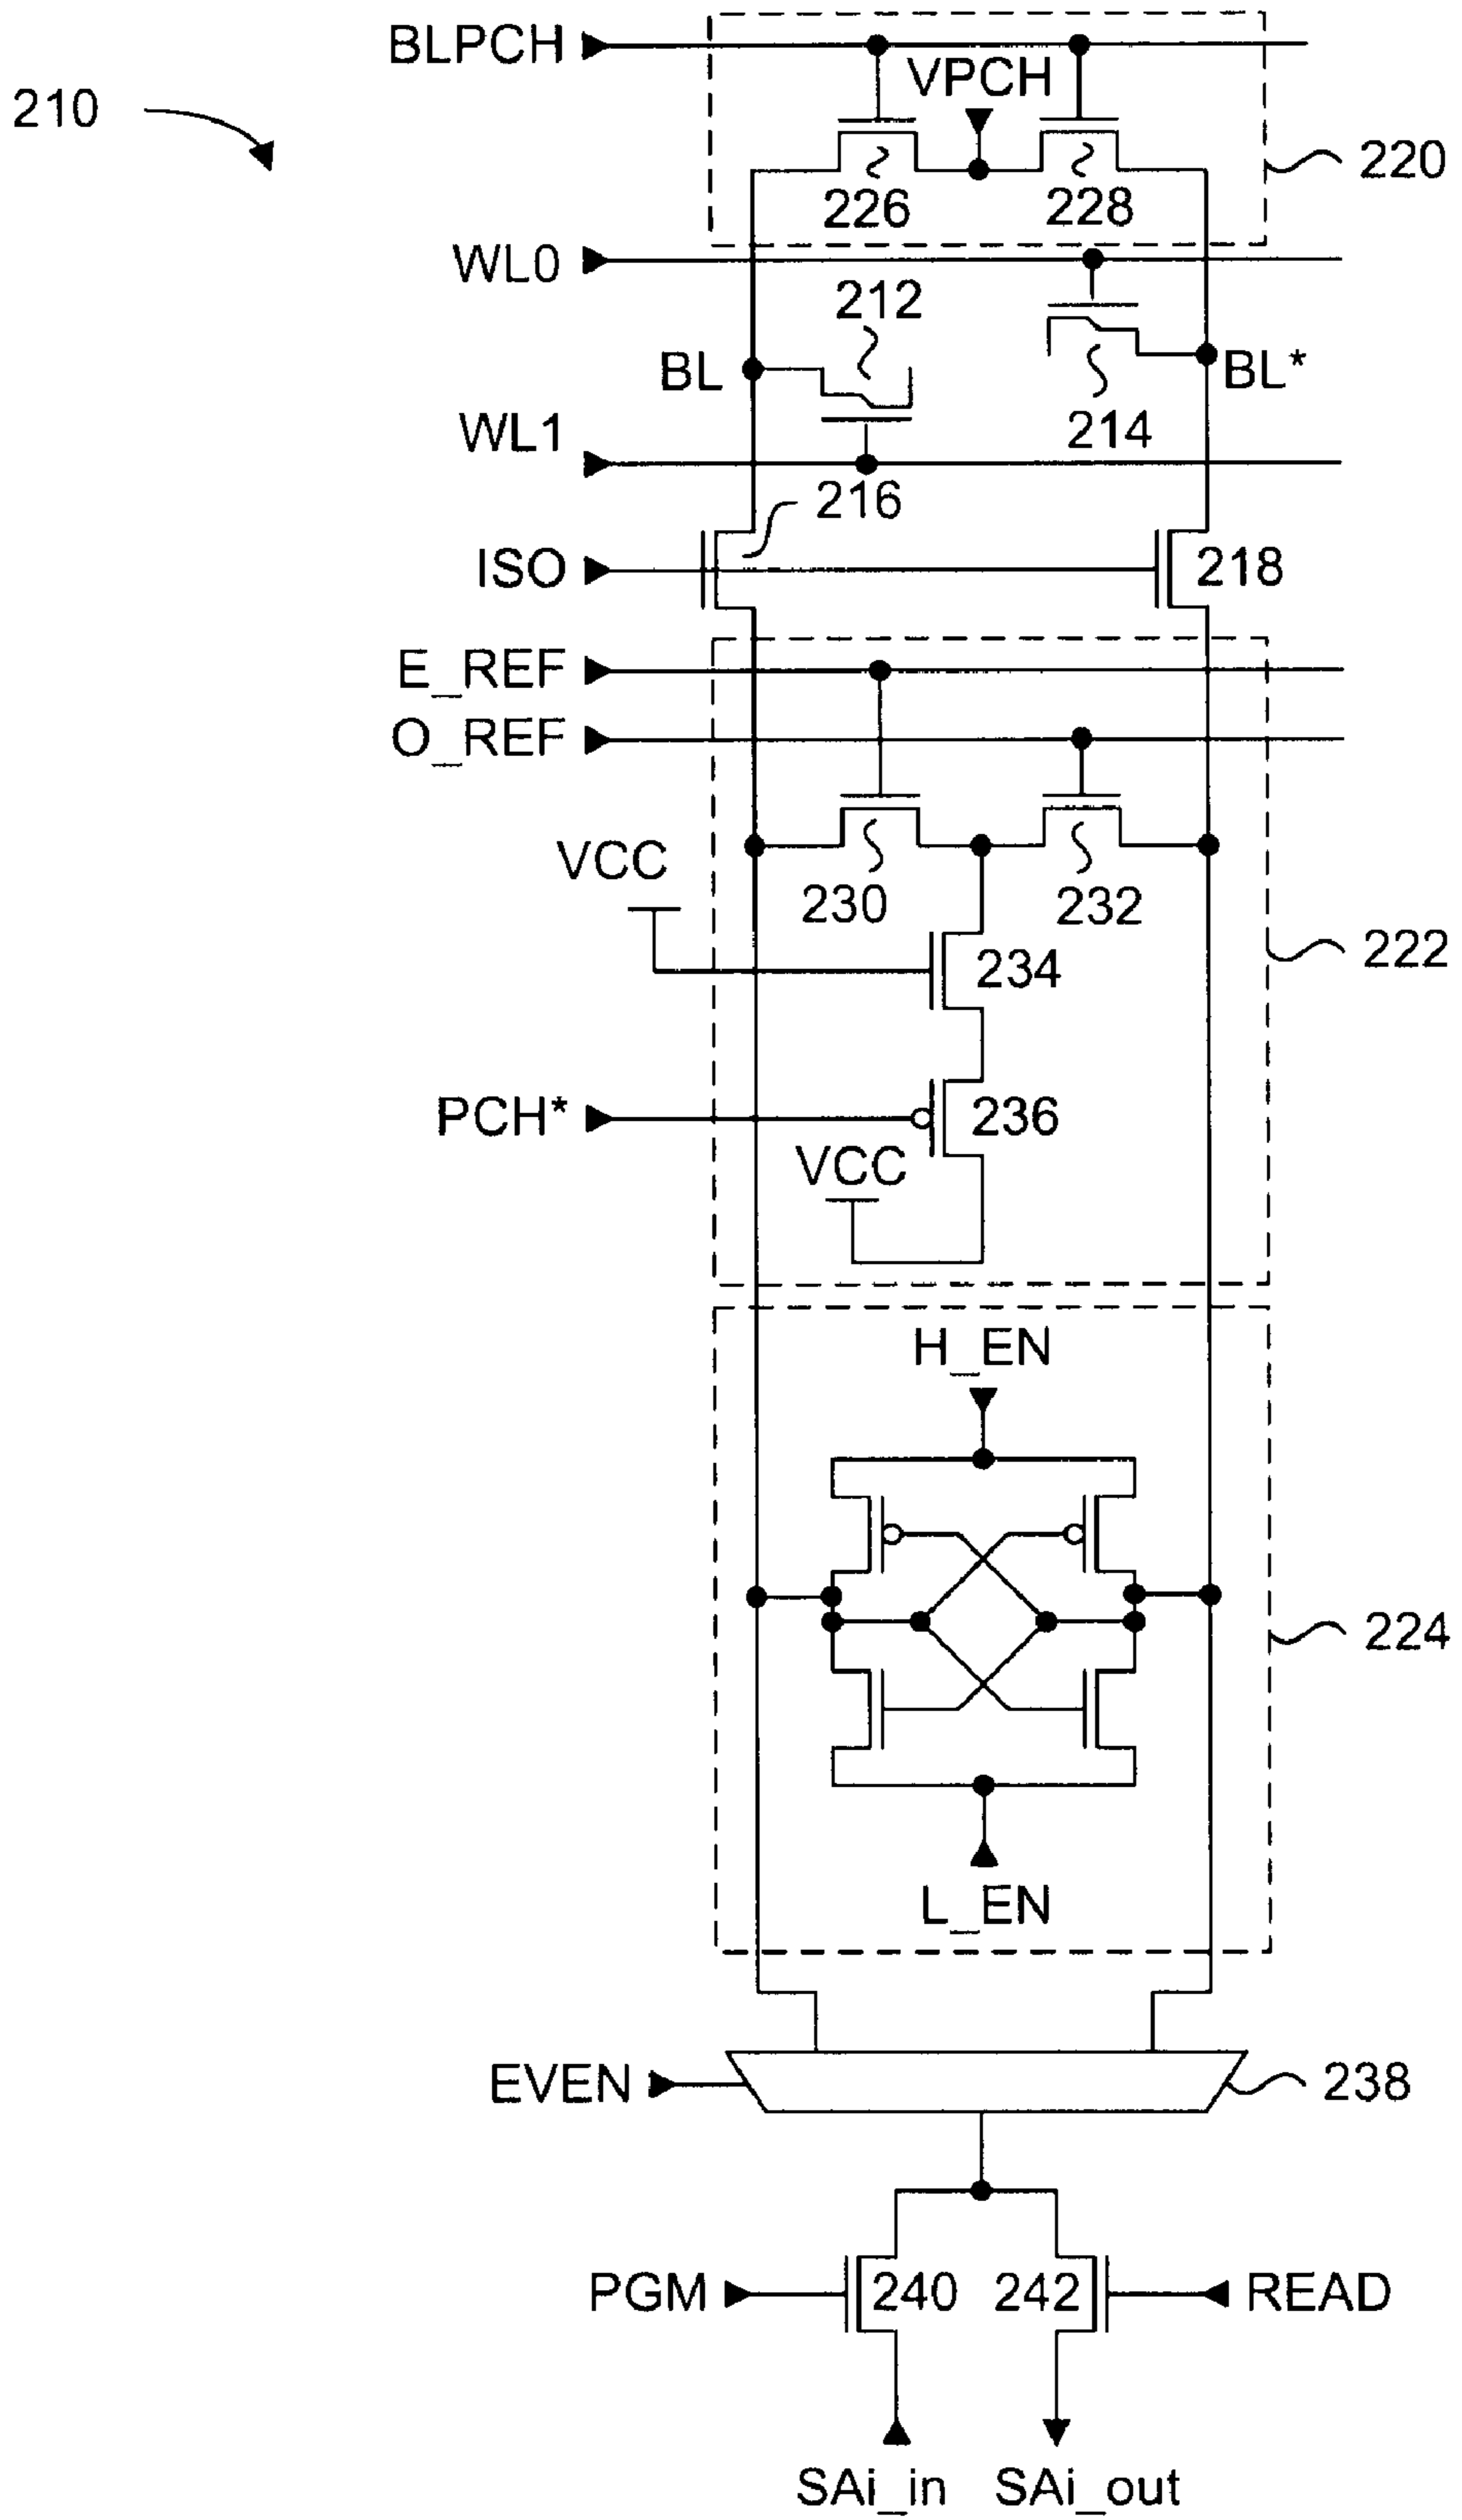 BLPCH
VPCH
210
220
226
228
WL0
212
BL
BL*
214
WL1
216
ISO
218
E_REF
O_REF
VCC
230
232
222
234
PCH*
236
VCC
H_EN
224
L_EN
EVEN
238
PGM
240
242
READ
SAi_in
SAi_out